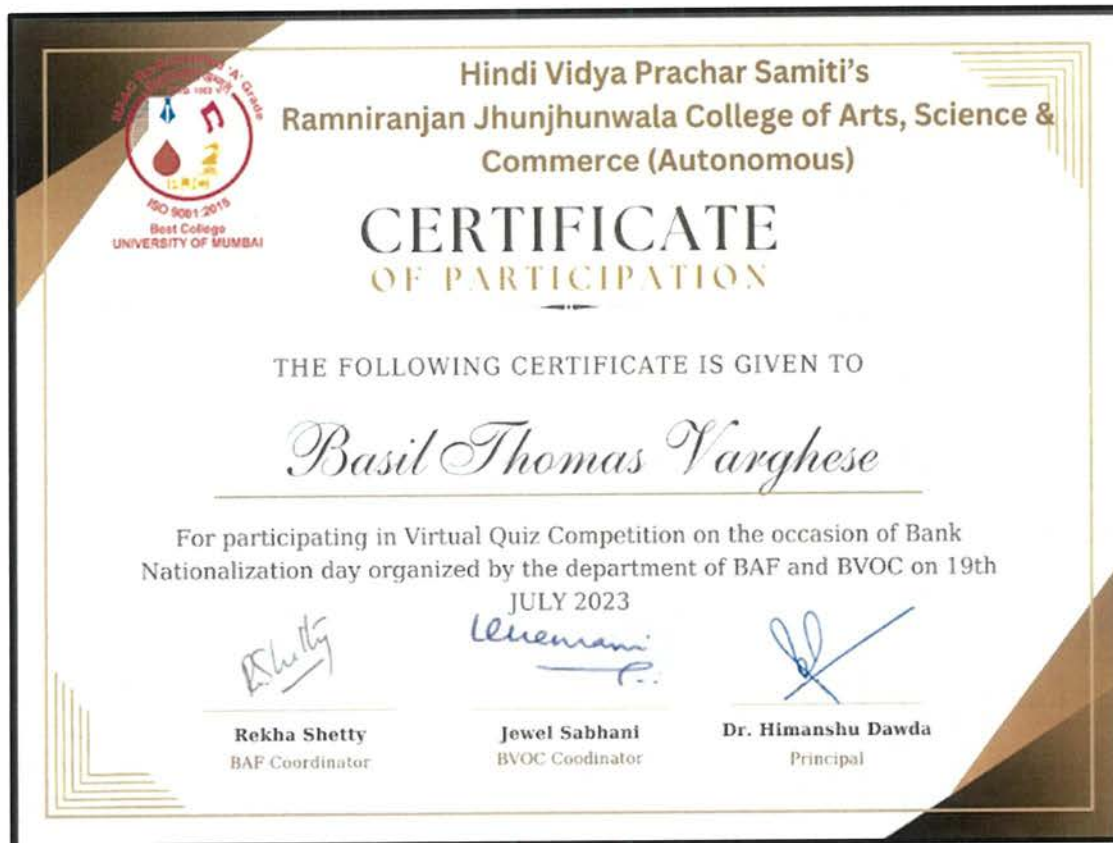 Hindi Vidya Prachar Samiti's
Ramniranjan Jhunjhunwala College of Arts, Science &
Commerce (Autonomous)
'A' Grade
ISO 9001:2015
Best College
UNIVERSITY OF MUMBAI
CERTIFICATE
OF PARTICIPATION
THE FOLLOWING CERTIFICATE IS GIVEN TO
Basil Thomas Varghese
For participating in Virtual Quiz Competition on the occasion of Bank
Nationalization day organized by the department of BAF and BVOC on 19th
JULY 2023
RShetty
Rekha Shetty
BAF Coordinator
Jewel Sabhani
BVOC Coodinator
Dr. Himanshu Dawda
Principal